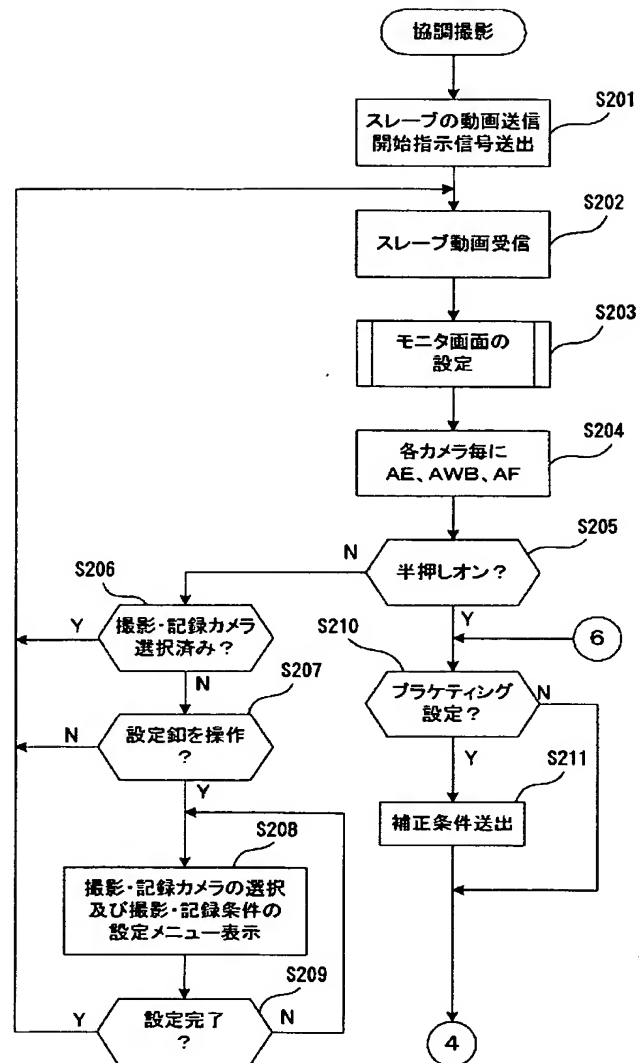 協調撮影
S201
スレーブの動画送信
開始指示信号送出
S202
スレーブ動画受信
S203
モニタ画面の
設定
S204
各カメラ毎に
AE、AWB、AF
S205
半押しオン？
N
Y
S206
撮影・記録カメラ
選択済み？
Y
N
6
S210
ブラケティング
設定？
N
Y
S207
設定釦を操作
？
N
Y
S211
補正条件送出
S208
撮影・記録カメラの選択
及び撮影・記録条件の
設定メニュー表示
S209
設定完了
？
Y
N
4